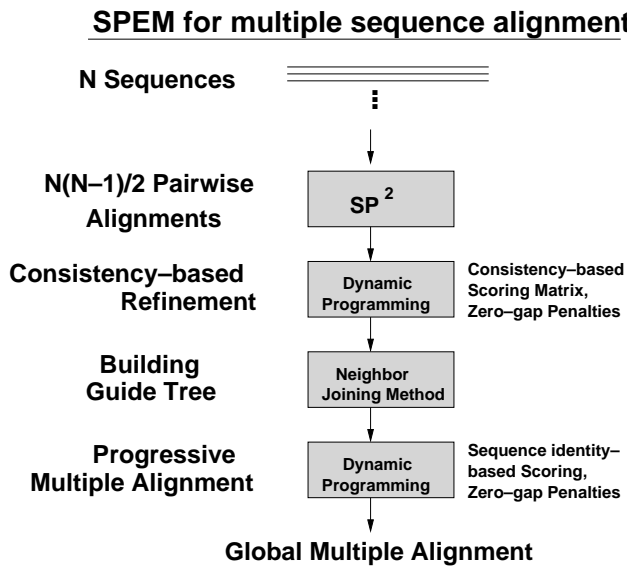 SPEM for multiple sequence alignment
N Sequences
N(N–1)/2 Pairwise
Alignments
SP 2
Consistency–based
Refinement
Dynamic
Programming
Consistency–based
Scoring Matrix,
Zero–gap Penalties
Building
Guide Tree
Neighbor
Joining Method
Progressive
Multiple Alignment
Dynamic
Programming
Sequence identity–
based Scoring,
Zero–gap Penalties
Global Multiple Alignment